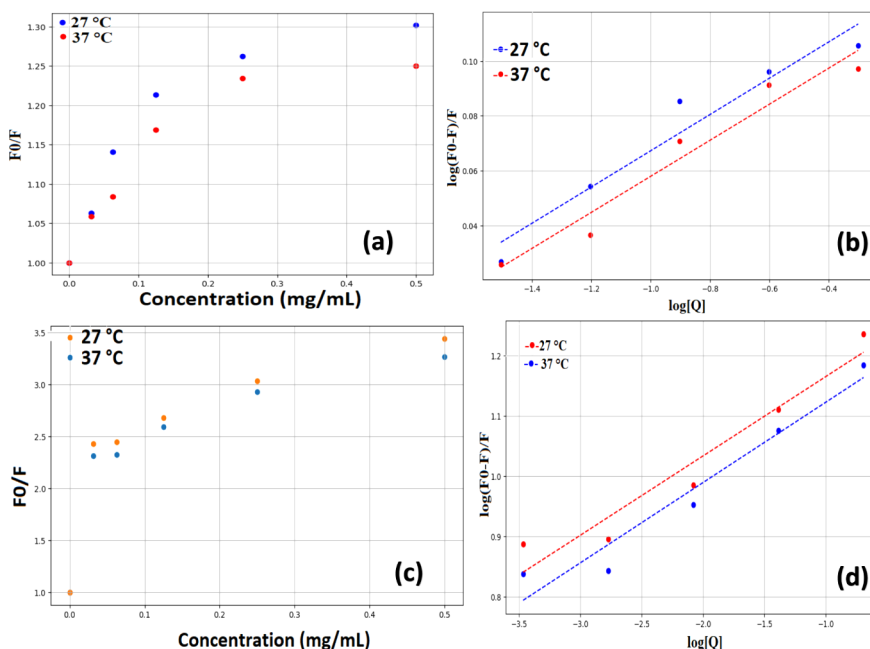 27 °C
37 °C
1.30
1.25
1.20
1.15
1.10
1.05
1.00
F0/F
0.0
0.1
0.2
0.3
0.4
0.5
Concentration (mg/mL)
(a)
27 °C
37 °C
0.10
0.08
0.06
0.04
log(F0-F)/F
−1.4
−1.2
−1.0
−0.8
−0.6
−0.4
log[Q]
(b)
27 °C
37 °C
3.5
3.0
2.5
2.0
1.5
1.0
F0/F
0.0
0.1
0.2
0.3
0.4
0.5
Concentration (mg/mL)
(c)
27 °C
37 °C
1.2
1.1
1.0
0.9
0.8
log(F0-F)/F
−3.5
−3.0
−2.5
−2.0
−1.5
−1.0
log[Q]
(d)